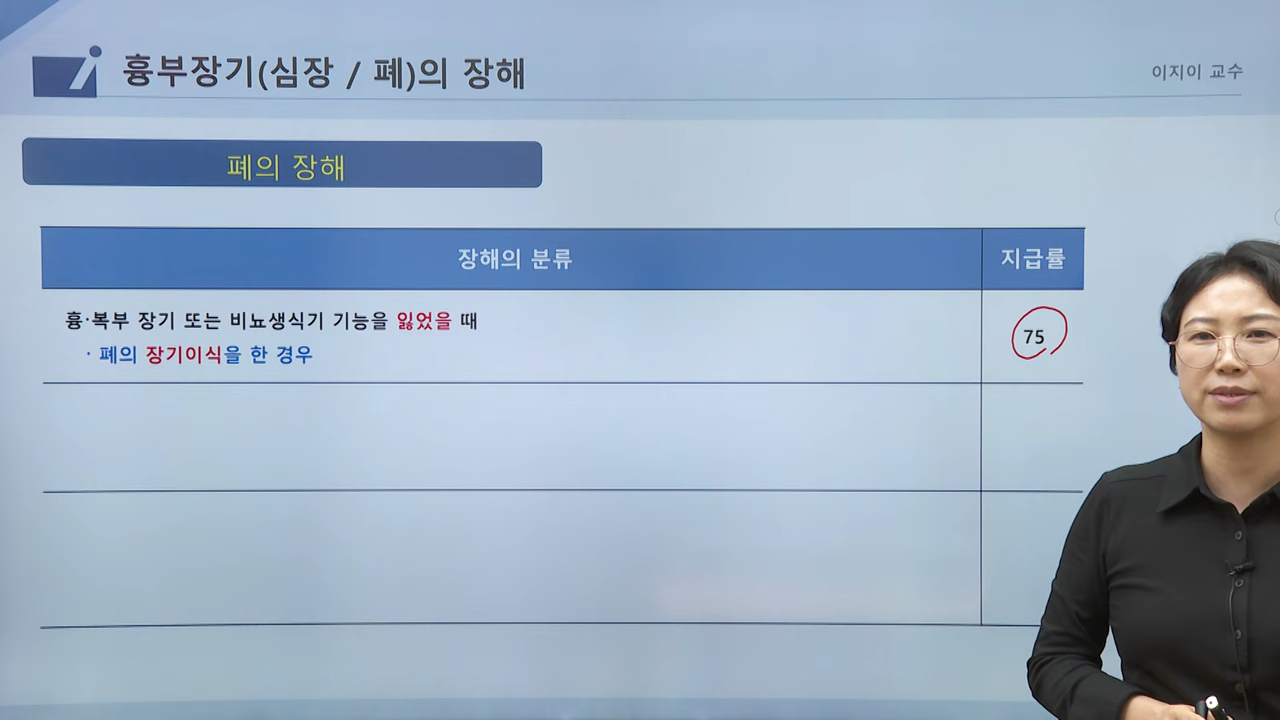 흉부장기(심장 / 폐)의 장해
이지이 교수
폐의 장해
장해의 분류
지급률
흉·복부 장기 또는 비뇨생식기 기능을 잃었을 때
· 폐의 장기이식을 한 경우
75